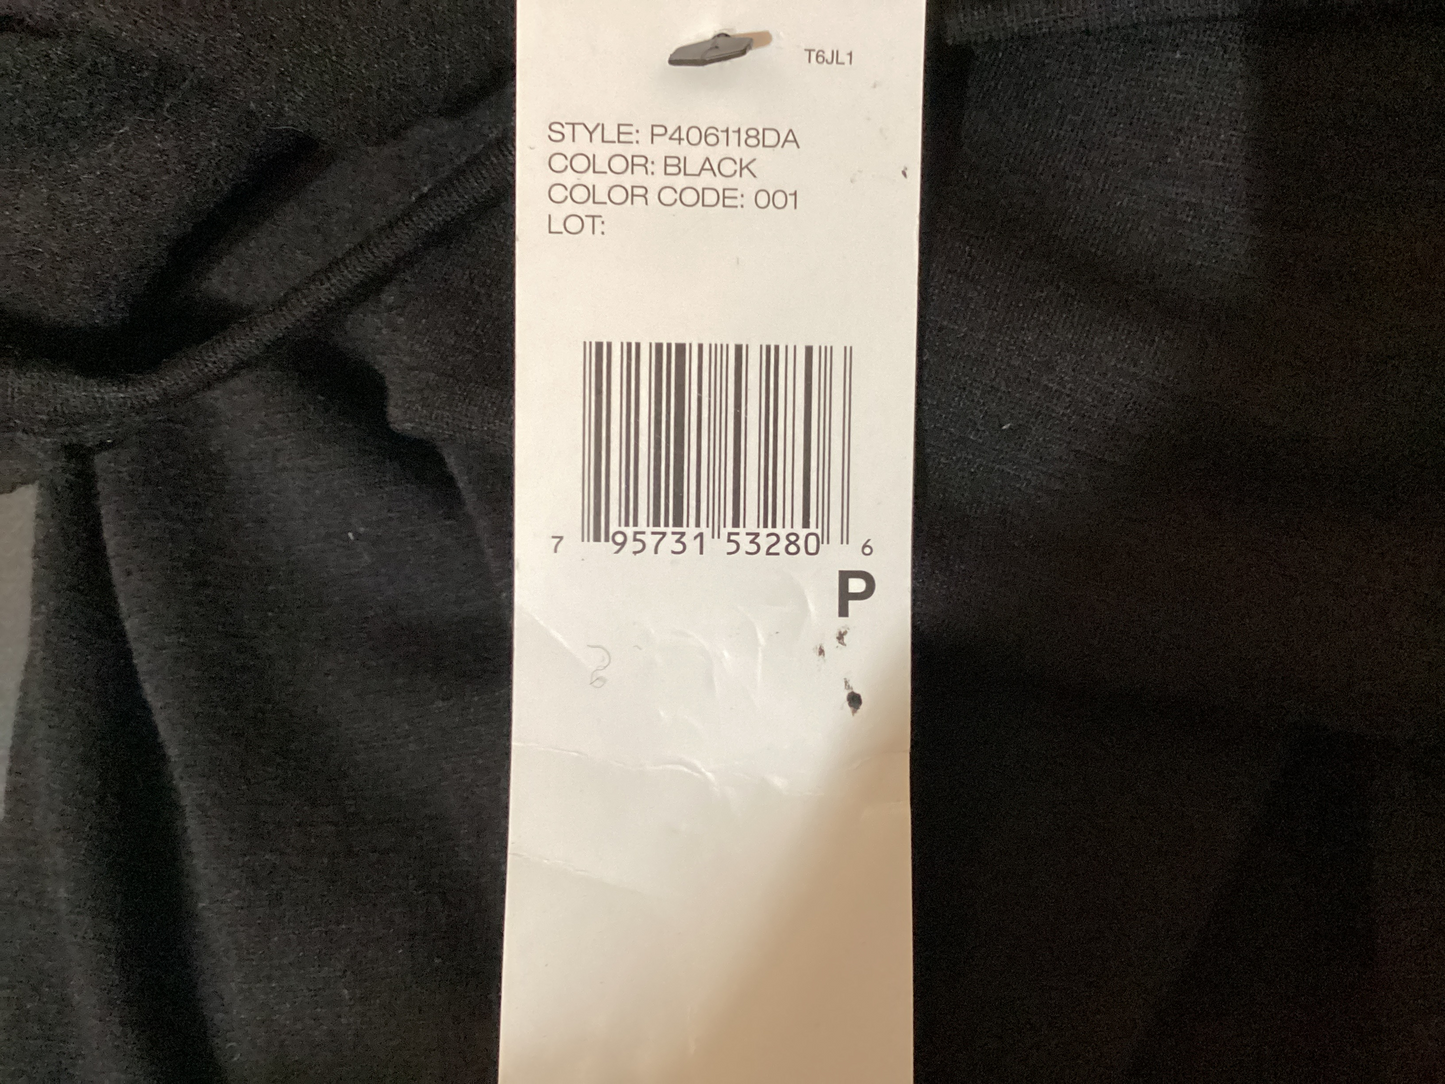 T6JL1
STYLE: P406118DA
COLOR: BLACK
COLOR CODE: 001
LOT:
7 95731 53280 6
P